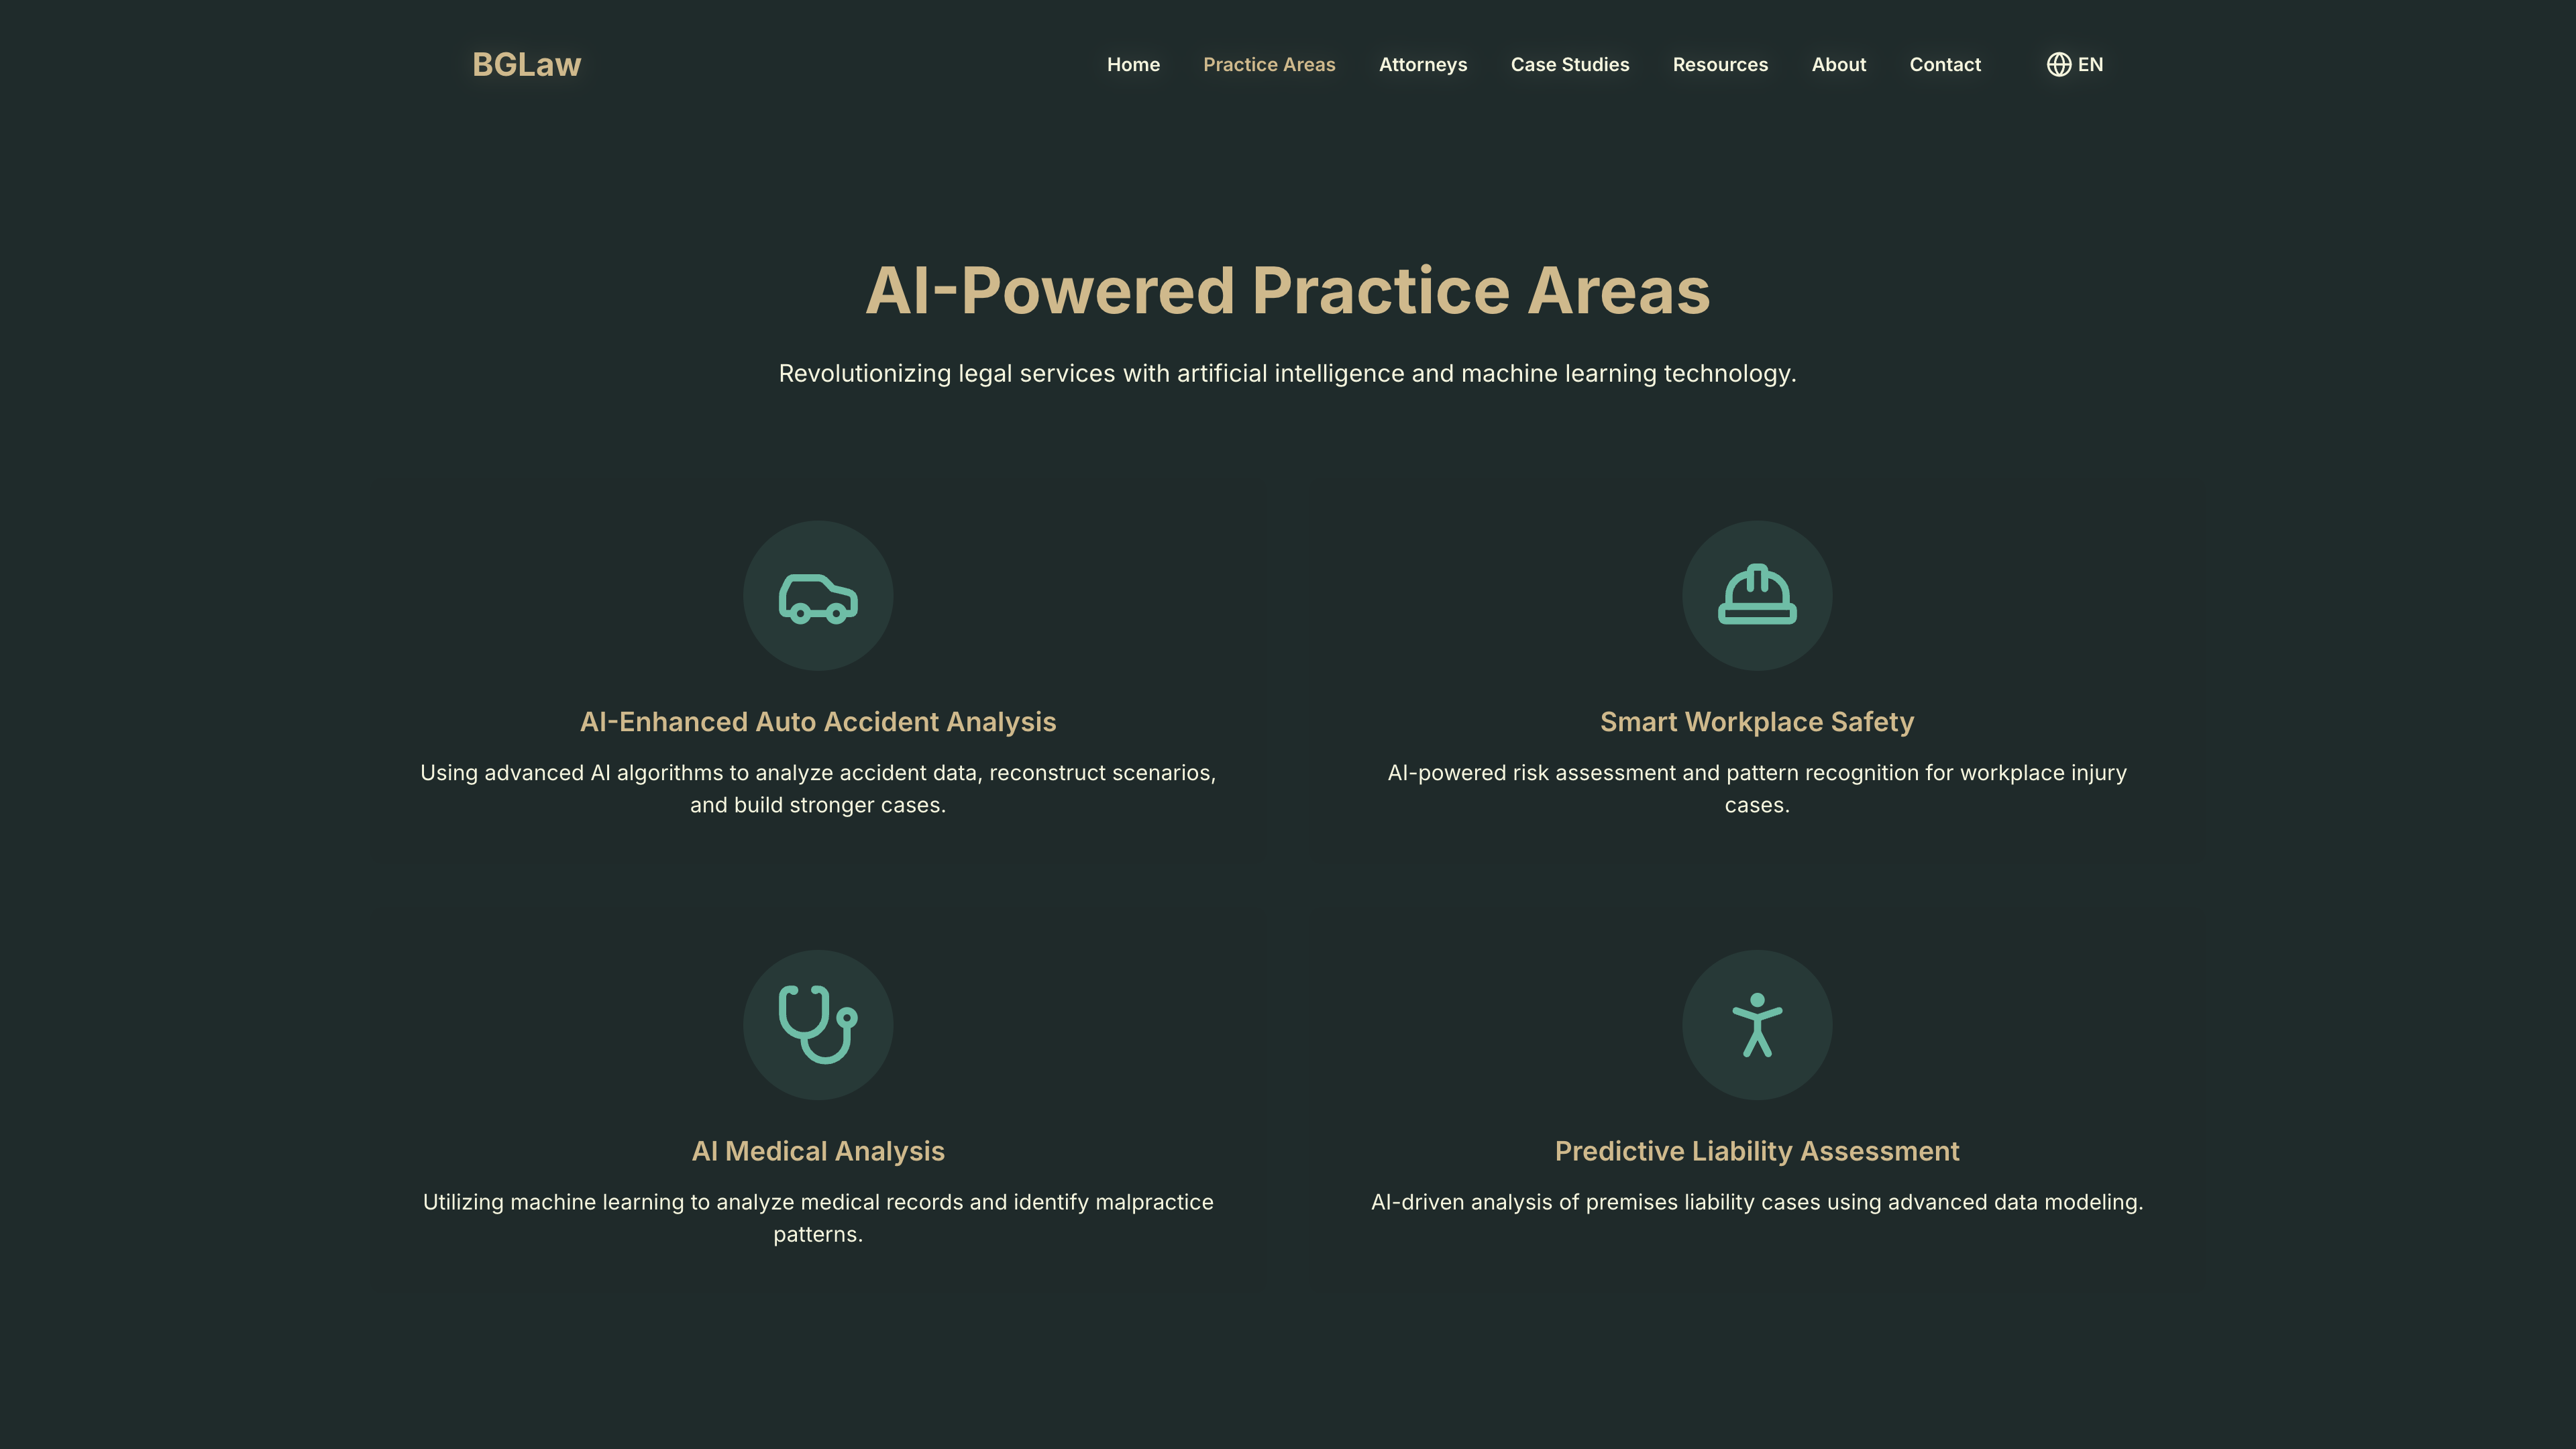 BGLaw
Home
Practice Areas
Attorneys
Case Studies
Resources
About
Contact
EN
AI-Powered Practice Areas
Revolutionizing legal services with artificial intelligence and machine learning technology.
AI-Enhanced Auto Accident Analysis
Using advanced AI algorithms to analyze accident data, reconstruct scenarios,
and build stronger cases.
Smart Workplace Safety
AI-powered risk assessment and pattern recognition for workplace injury
cases.
AI Medical Analysis
Utilizing machine learning to analyze medical records and identify malpractice
patterns.
Predictive Liability Assessment
AI-driven analysis of premises liability cases using advanced data modeling.